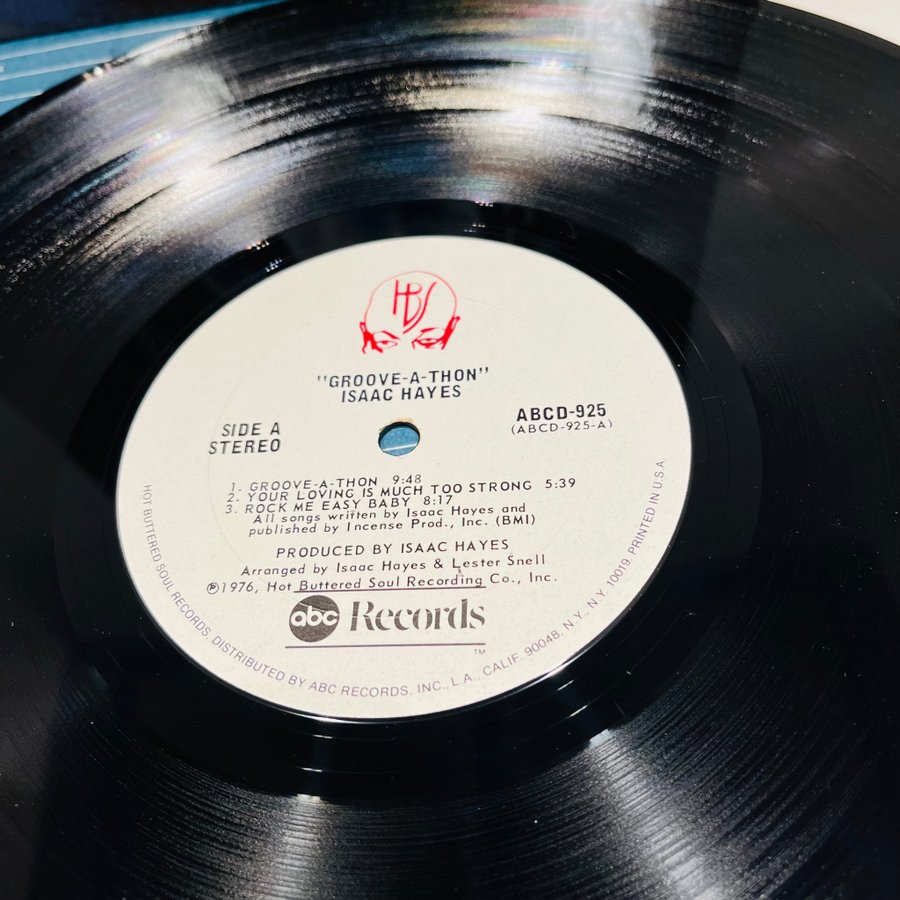 HBS
"GROOVE-A-THON"
ISAAC HAYES
SIDE A
STEREO
ABCD-925
(ABCD-925-A)
1. GROOVE-A-THON 9:48
2. YOUR LOVING IS MUCH TOO STRONG 5:39
3. ROCK ME EASY BABY 8:17
All songs written by Isaac Hayes and
published by Incense Prod., Inc. (BMI)
PRODUCED BY ISAAC HAYES
Arranged by Isaac Hayes & Lester Snell
℗1976, Hot Buttered Soul Recording Co., Inc.
abc Records
™
HOT BUTTERED SOUL RECORDS, DISTRIBUTED BY ABC RECORDS, INC., L.A., CALIF. 90048, N.Y., N.Y. 10019. PRINTED IN U.S.A